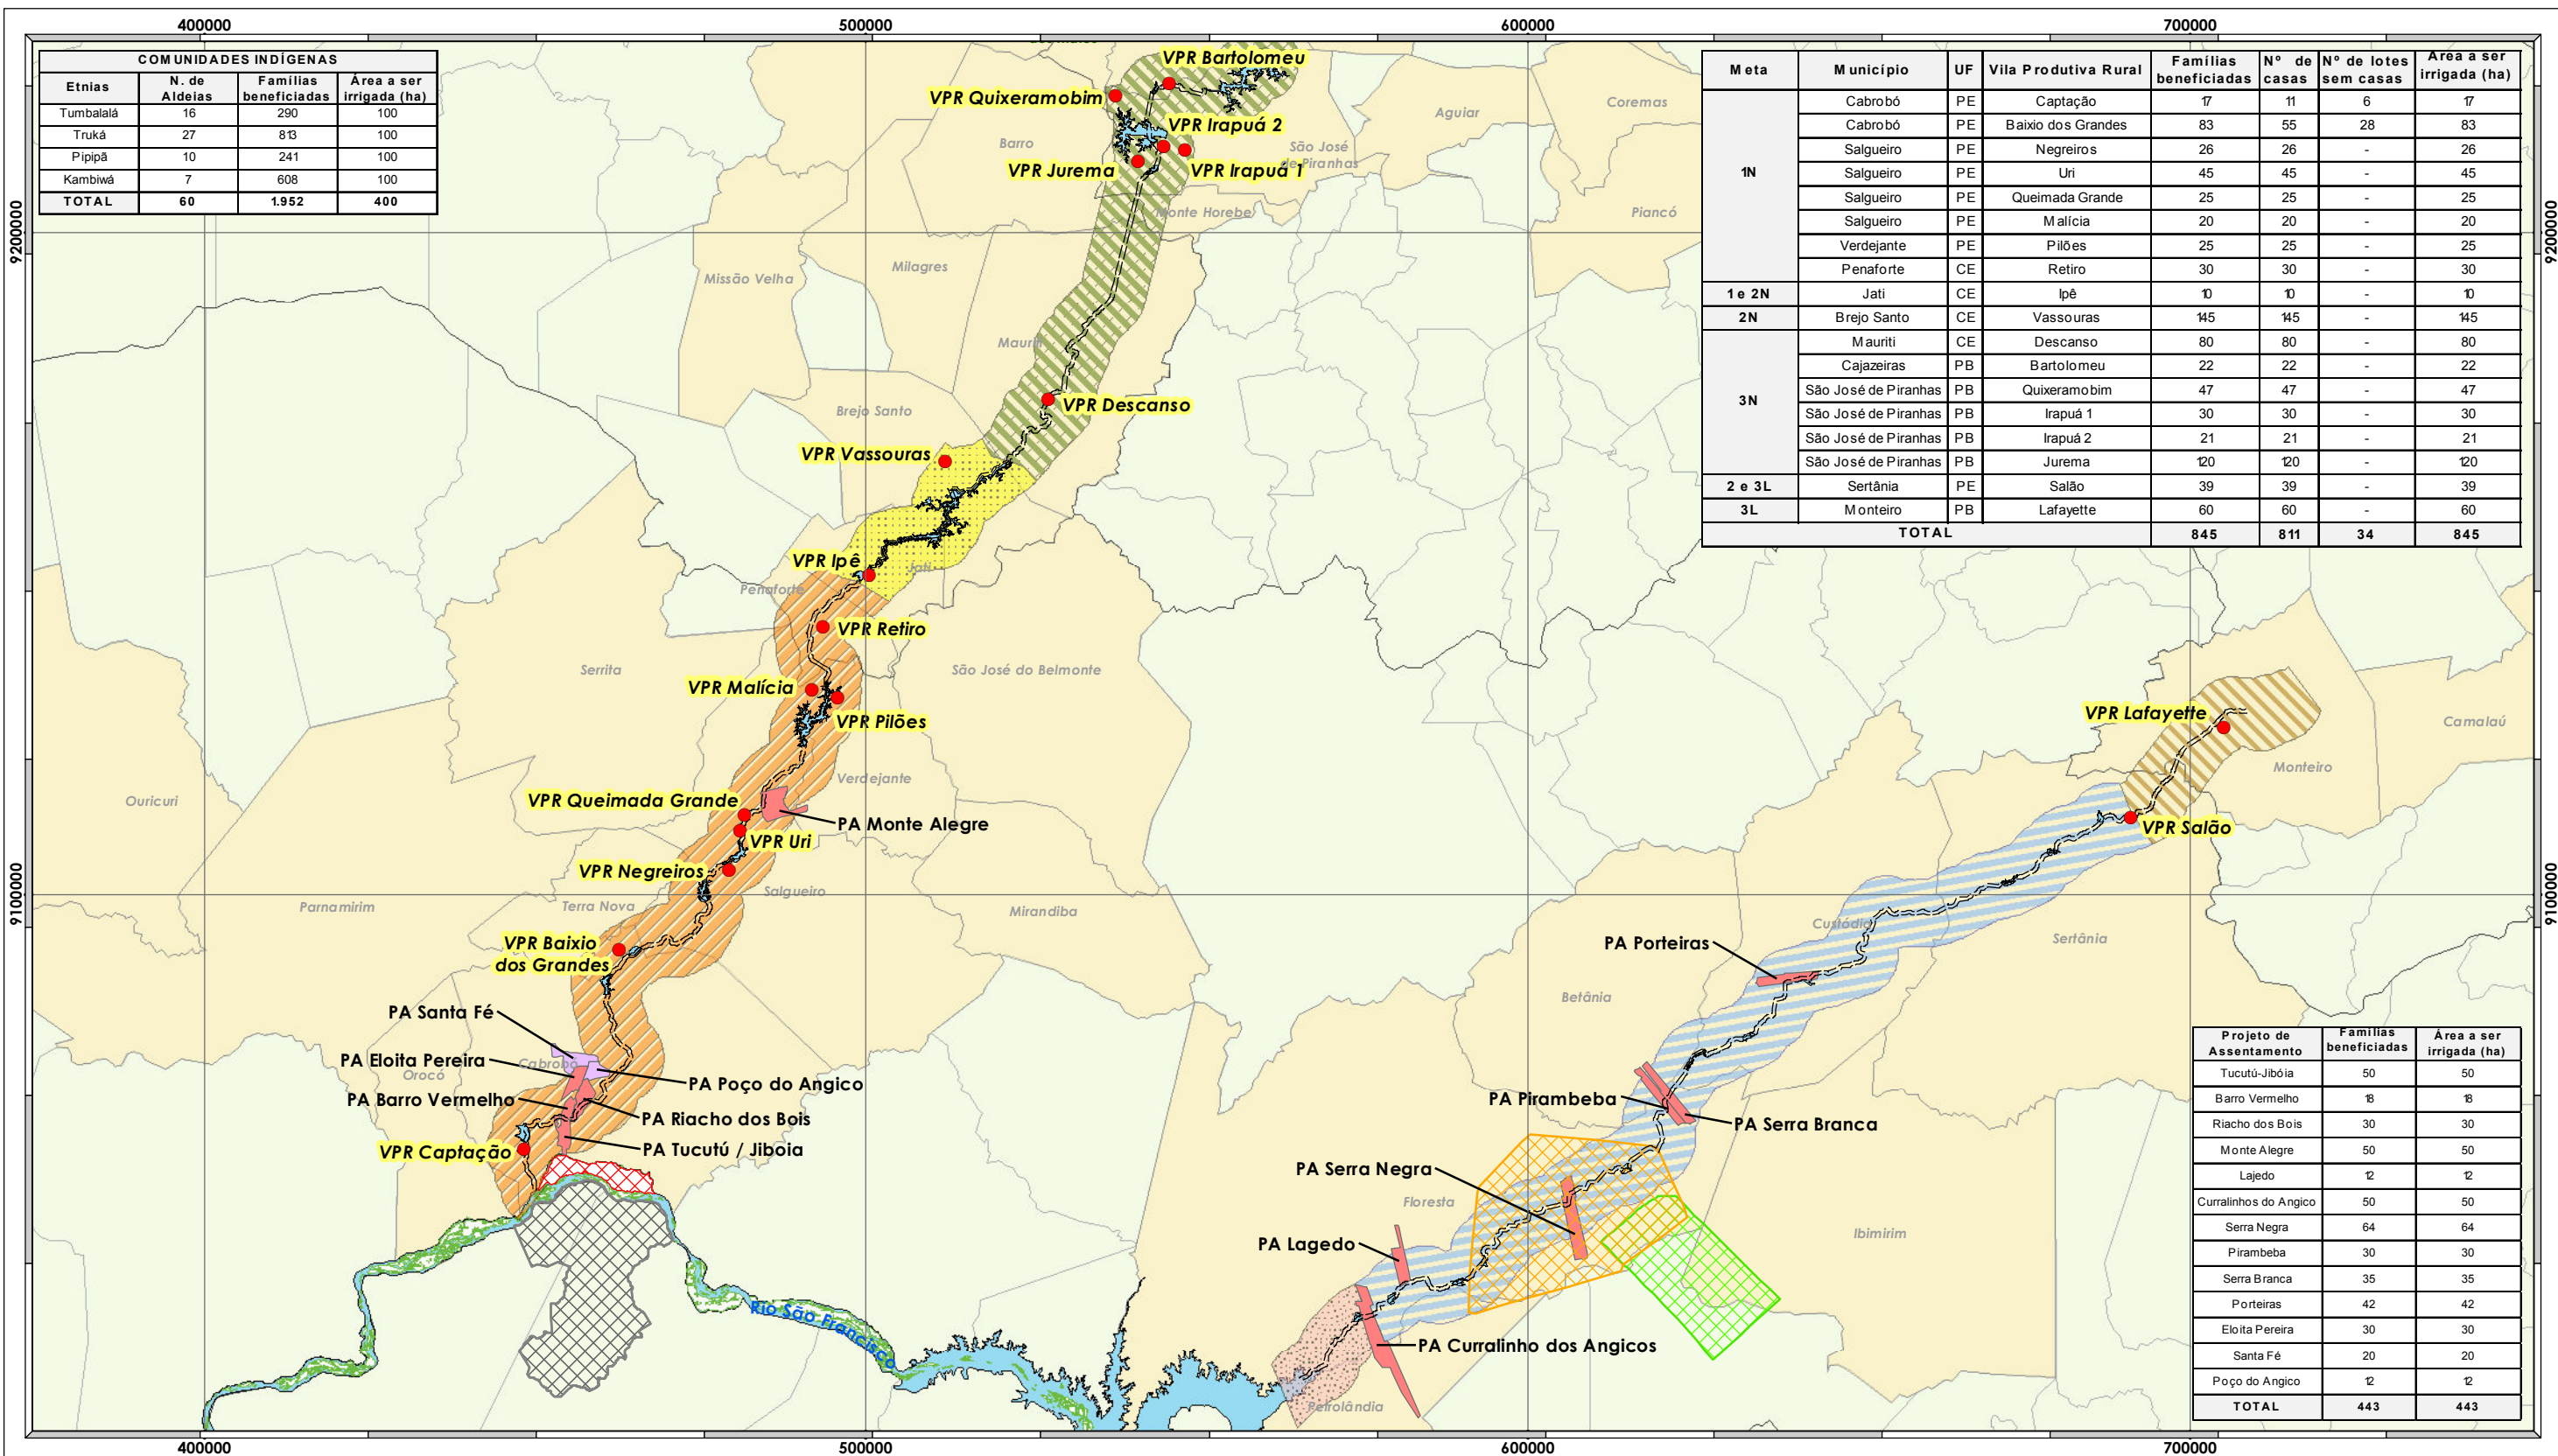 400000 500000 600000 700000
COMUNIDADES INDÍGENAS
Etnias N. de Aldeias Famílias beneficiadas Área a ser irrigada (ha)
Tumbalalá 16 290 100
Truká 27 813 100
Pipipã 10 241 100
Kambiwá 7 608 100
TOTAL 60 1.952 400
Meta Município UF Vila Produtiva Rural Famílias beneficiadas Nº de casas Nº de lotes sem casas Área a ser irrigada (ha)
1N
Cabrobó PE Captação 17 11 6 17
Cabrobó PE Baixio dos Grandes 83 55 28 83
Salgueiro PE Negreiros 26 26 - 26
Salgueiro PE Uri 45 45 - 45
Salgueiro PE Queimada Grande 25 25 - 25
Salgueiro PE Malícia 20 20 - 20
Verdejante PE Pilões 25 25 - 25
Penaforte CE Retiro 30 30 - 30
1 e 2N Jati CE Ipê 10 10 - 10
2N Brejo Santo CE Vassouras 145 145 - 145
3N
Mauriti CE Descanso 80 80 - 80
Cajazeiras PB Bartolomeu 22 22 - 22
São José de Piranhas PB Quixeramobim 47 47 - 47
São José de Piranhas PB Irapuá 1 30 30 - 30
São José de Piranhas PB Irapuá 2 21 21 - 21
São José de Piranhas PB Jurema 120 120 - 120
2 e 3L Sertânia PE Salão 39 39 - 39
3L Monteiro PB Lafayette 60 60 - 60
TOTAL 845 811 34 845
VPR Bartolomeu
VPR Quixeramobim
VPR Irapuá 2
VPR Jurema
VPR Irapuá 1
Barro
São José
de Piranhas
Aguiar
Coremas
Monte Horebe
Piancó
9200000
9200000
Missão Velha
Milagres
Mauriti
VPR Descanso
Brejo Santo
VPR Vassouras
VPR Ipê
Jati
Penaforte
VPR Retiro
Serrita
São José do Belmonte
VPR Malícia
VPR Pilões
VPR Lafayette
Camalaú
Monteiro
Verdejante
Ouricuri
VPR Queimada Grande
PA Monte Alegre
VPR Uri
VPR Salão
VPR Negreiros
Salgueiro
9100000
9100000
Parnamirim
Terra Nova
Mirandiba
Custódia
Sertânia
VPR Baixio
dos Grandes
PA Porteiras
Betânia
PA Santa Fé
PA Eloita Pereira
Cabrobó
Orocó
PA Poço do Angico
PA Barro Vermelho
PA Riacho dos Bois
PA Pirambeba
PA Serra Branca
VPR Captação
PA Tucutú / Jiboia
PA Serra Negra
Floresta
Ibimirim
PA Lagedo
Rio São Francisco
PA Curralinho dos Angicos
Petrolândia
Projeto de Assentamento Famílias beneficiadas Área a ser irrigada (ha)
Tucutú-Jibóia 50 50
Barro Vermelho 18 18
Riacho dos Bois 30 30
Monte Alegre 50 50
Lajedo 12 12
Curralinhos do Angico 50 50
Serra Negra 64 64
Pirambeba 30 30
Serra Branca 35 35
Porteiras 42 42
Eloita Pereira 30 30
Santa Fé 20 20
Poço do Angico 12 12
TOTAL 443 443
400000 500000 600000 700000